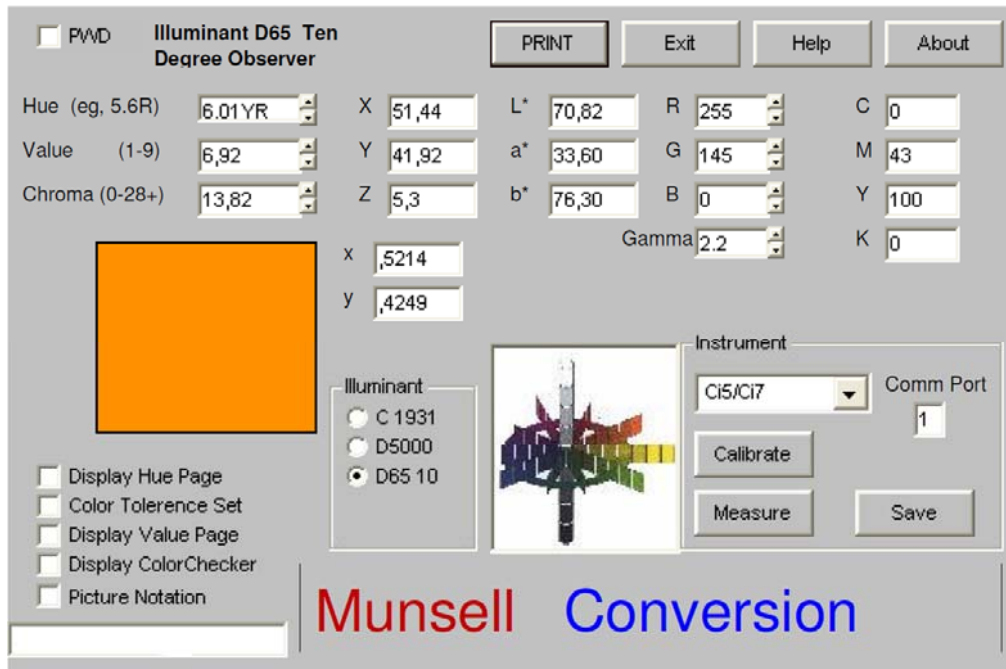 PWD Illuminant D65 Ten
Degree Observer
PRINT Exit Help About
Hue (eg, 5.6R) 6.01YR X 51,44 L* 70,82 R 255 C 0
Value (1-9) 6,92 Y 41,92 a* 33,60 G 145 M 43
Chroma (0-28+) 13,82 Z 5,3 b* 76,30 B 0 Y 100
Gamma 2.2 K 0
x ,5214
y ,4249
Illuminant
C 1931
D5000
D65 10
Instrument
Ci5/Ci7 Comm Port
1
Calibrate
Measure Save
Display Hue Page
Color Tolerence Set
Display Value Page
Display ColorChecker
Picture Notation
Munsell Conversion